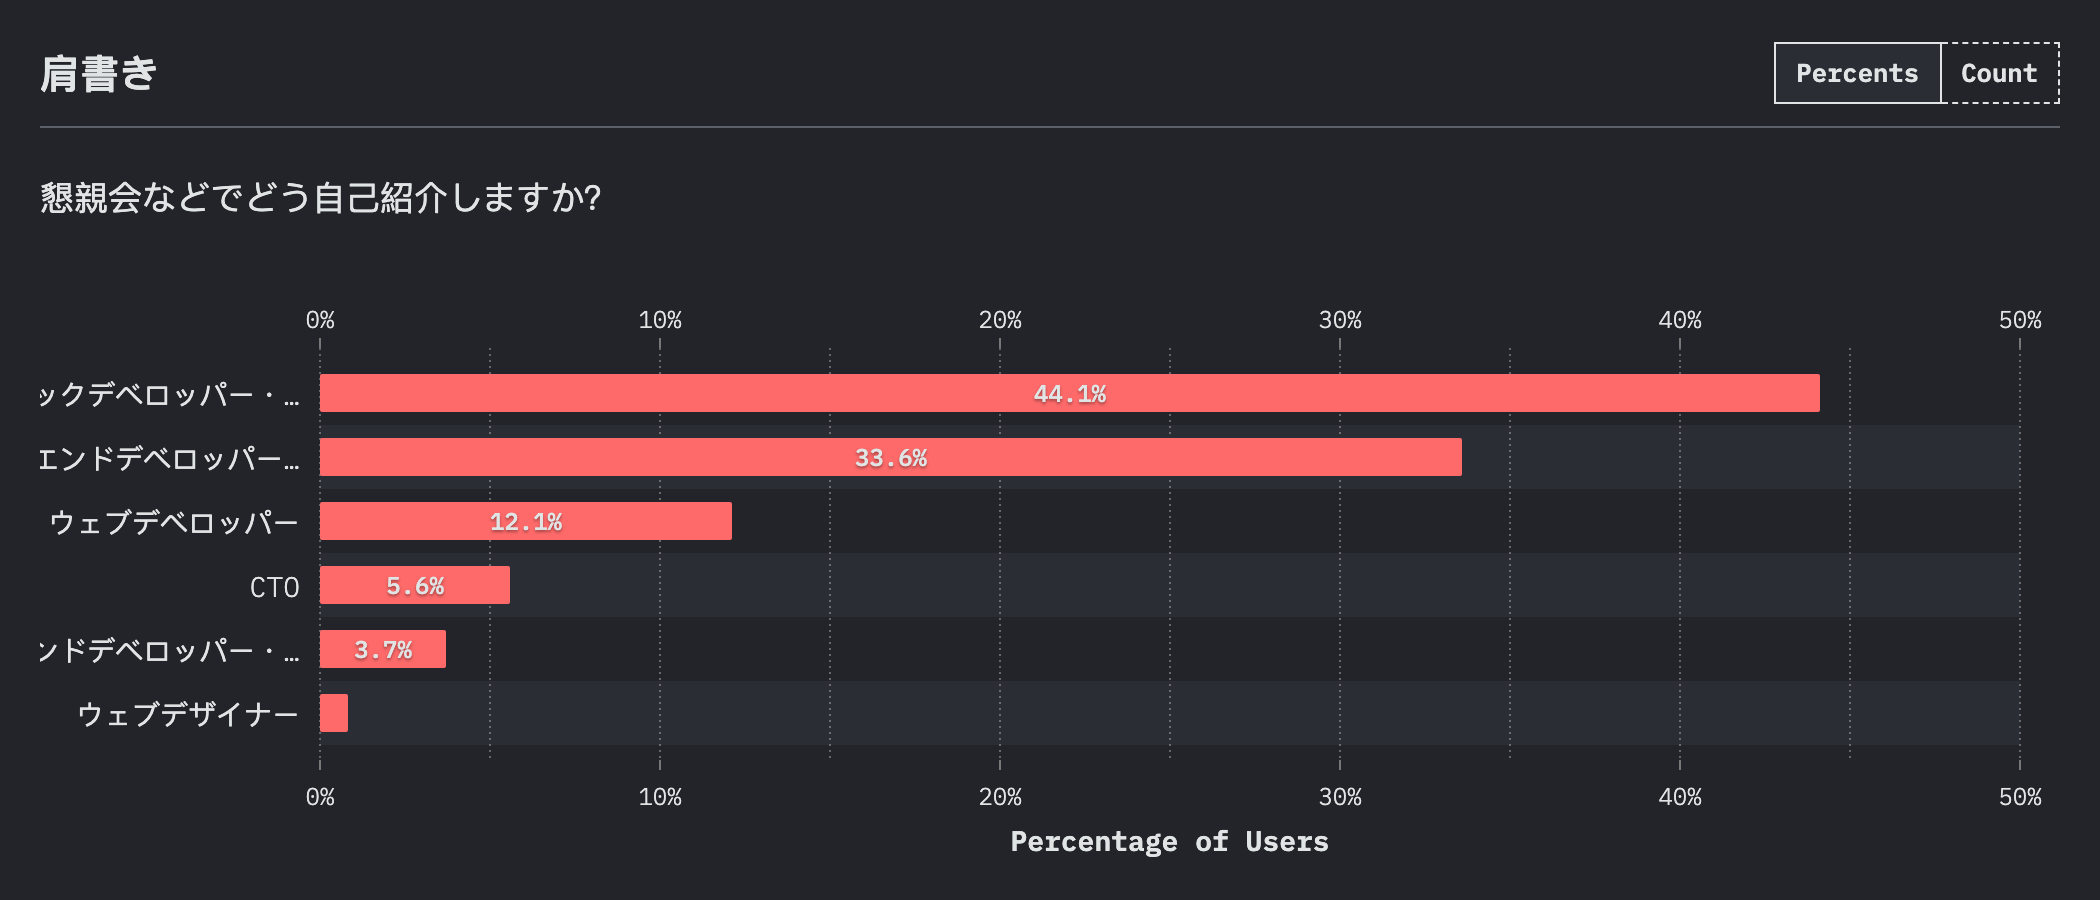 肩書き
Percents Count
懇親会などでどう自己紹介しますか?
0% 10% 20% 30% 40% 50%
ックデベロッパー・… 44.1%
エンドデベロッパー… 33.6%
ウェブデベロッパー 12.1%
CTO 5.6%
ンドデベロッパー・… 3.7%
ウェブデザイナー
0% 10% 20% 30% 40% 50%
Percentage of Users